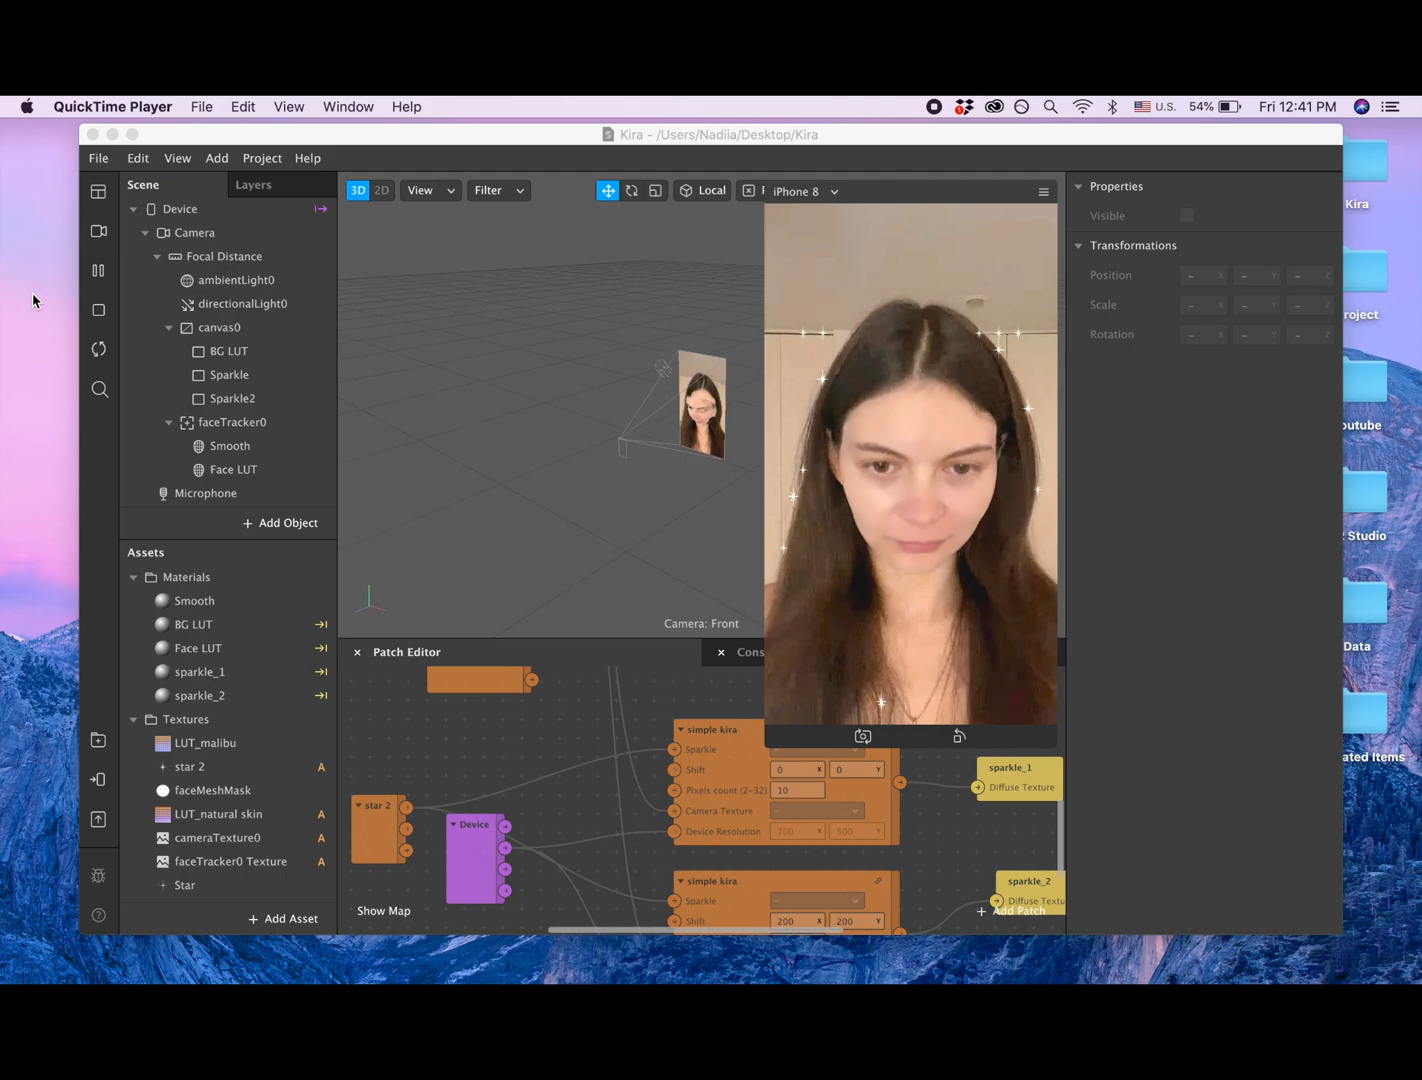 QuickTime Player File Edit View Window Help
U.S. 54% Fri 12:41 PM
Kira - /Users/Nadiia/Desktop/Kira
File Edit View Add Project Help
Scene Layers
Device
Camera
Focal Distance
ambientLight0
directionalLight0
canvas0
BG LUT
Sparkle
Sparkle2
faceTracker0
Smooth
Face LUT
Microphone
+ Add Object
Assets
Materials
Smooth
BG LUT
Face LUT
sparkle_1
sparkle_2
Textures
LUT_malibu
star 2 A
faceMeshMask
LUT_natural skin A
cameraTexture0 A
faceTracker0 Texture A
Star
+ Add Asset
3D 2D View Filter Local
iPhone 8
Camera: Front
Patch Editor
Cons
star 2
Device
simple kira
Sparkle -
Shift 0 X 0 Y
Pixels count (2-32) 10
Camera Texture -
Device Resolution 700 X 500 Y
simple kira
Sparkle -
Shift 200 X 200 Y
sparkle_1
Diffuse Texture
sparkle_2
Diffuse Textu
Show Map
+ Add Patch
Properties
Visible
Transformations
Position - X - Y - Z
Scale - X - Y - Z
Rotation - X - Y - Z
Kira
roject
outube
Studio
Data
ated Items